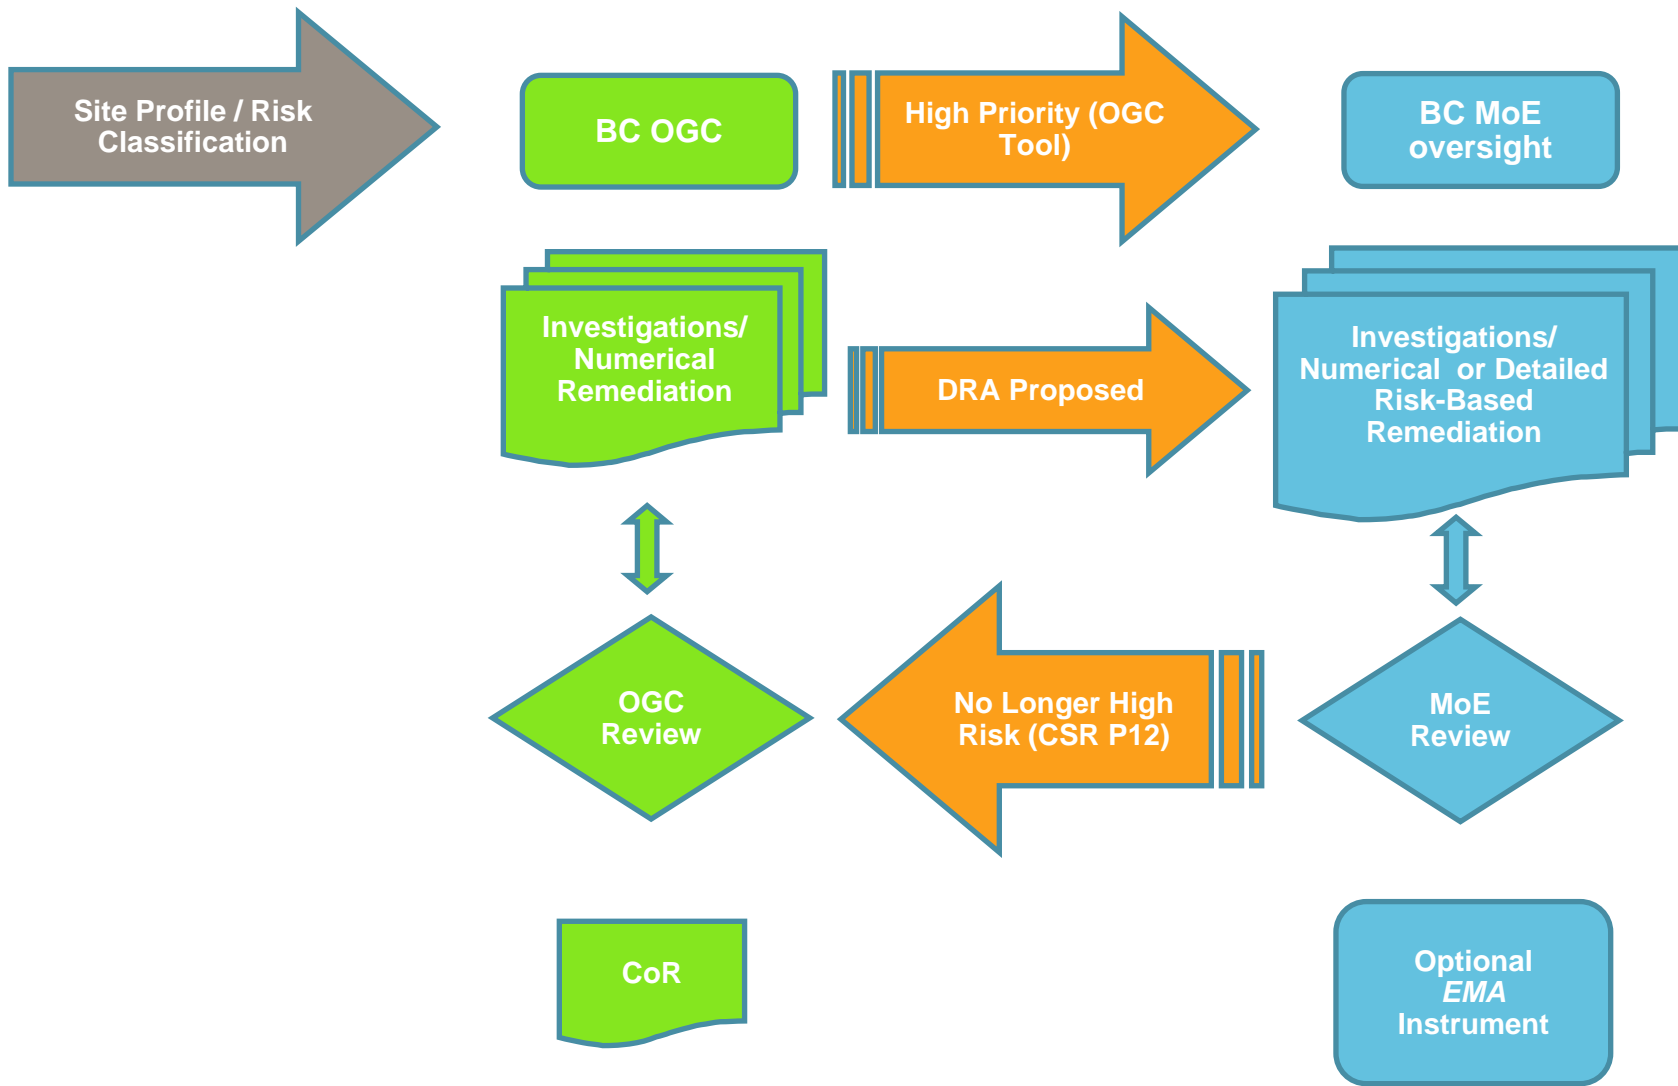 Site Profile / Risk
Classification
BC OGC
High Priority (OGC
Tool)
BC MoE
oversight
Investigations/
Numerical
Remediation
DRA Proposed
Investigations/
Numerical or Detailed
Risk-Based
Remediation
OGC
Review
No Longer High
Risk (CSR P12)
MoE
Review
CoR
Optional
EMA
Instrument